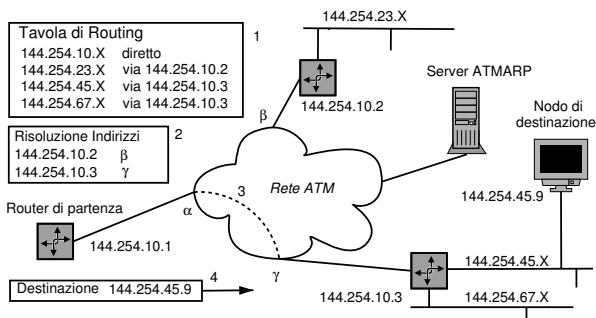 Tavola di Routing
144.254.10.X diretto
144.254.23.X via 144.254.10.2
144.254.45.X via 144.254.10.3
144.254.67.X via 144.254.10.3
1
144.254.23.X
144.254.10.2
β
Server ATMARP
Nodo di
destinazione
144.254.45.9
Risoluzione Indirizzi
144.254.10.2 β
144.254.10.3 γ
2
Rete ATM
3
Router di partenza
α
144.254.10.1
γ
4
Destinazione 144.254.45.9
144.254.45.X
144.254.10.3
144.254.67.X